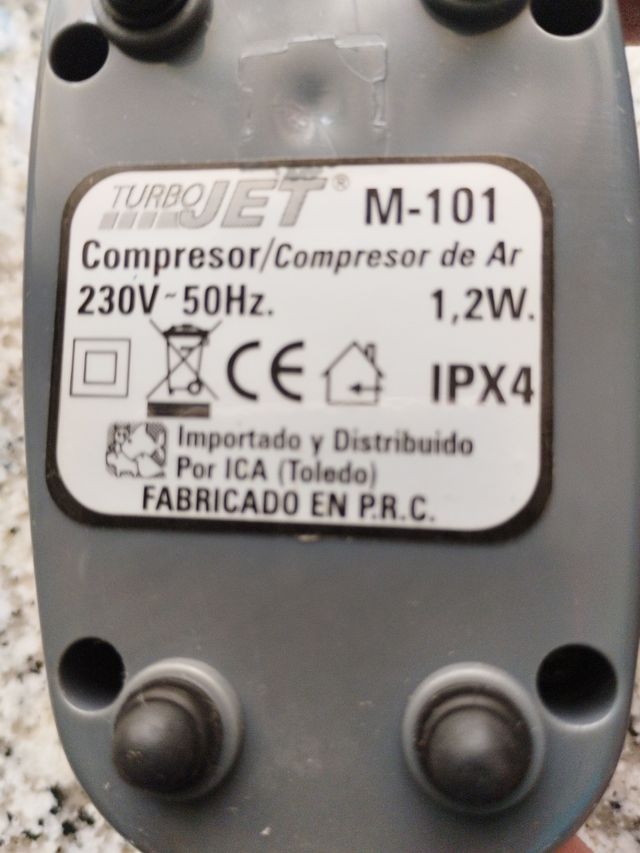 TURBO JET® M-101
Compresor/Compresor de Ar
230V~50Hz. 1,2W.
CE IPX4
Importado y Distribuido
Por ICA (Toledo)
FABRICADO EN P.R.C.